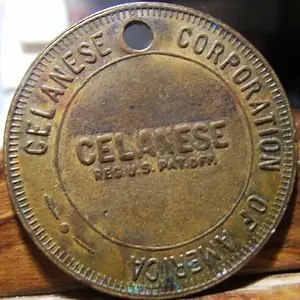 CELANESE CORPORATION OF AMERICA
CELANESE
REG U.S. PAT. OFF.